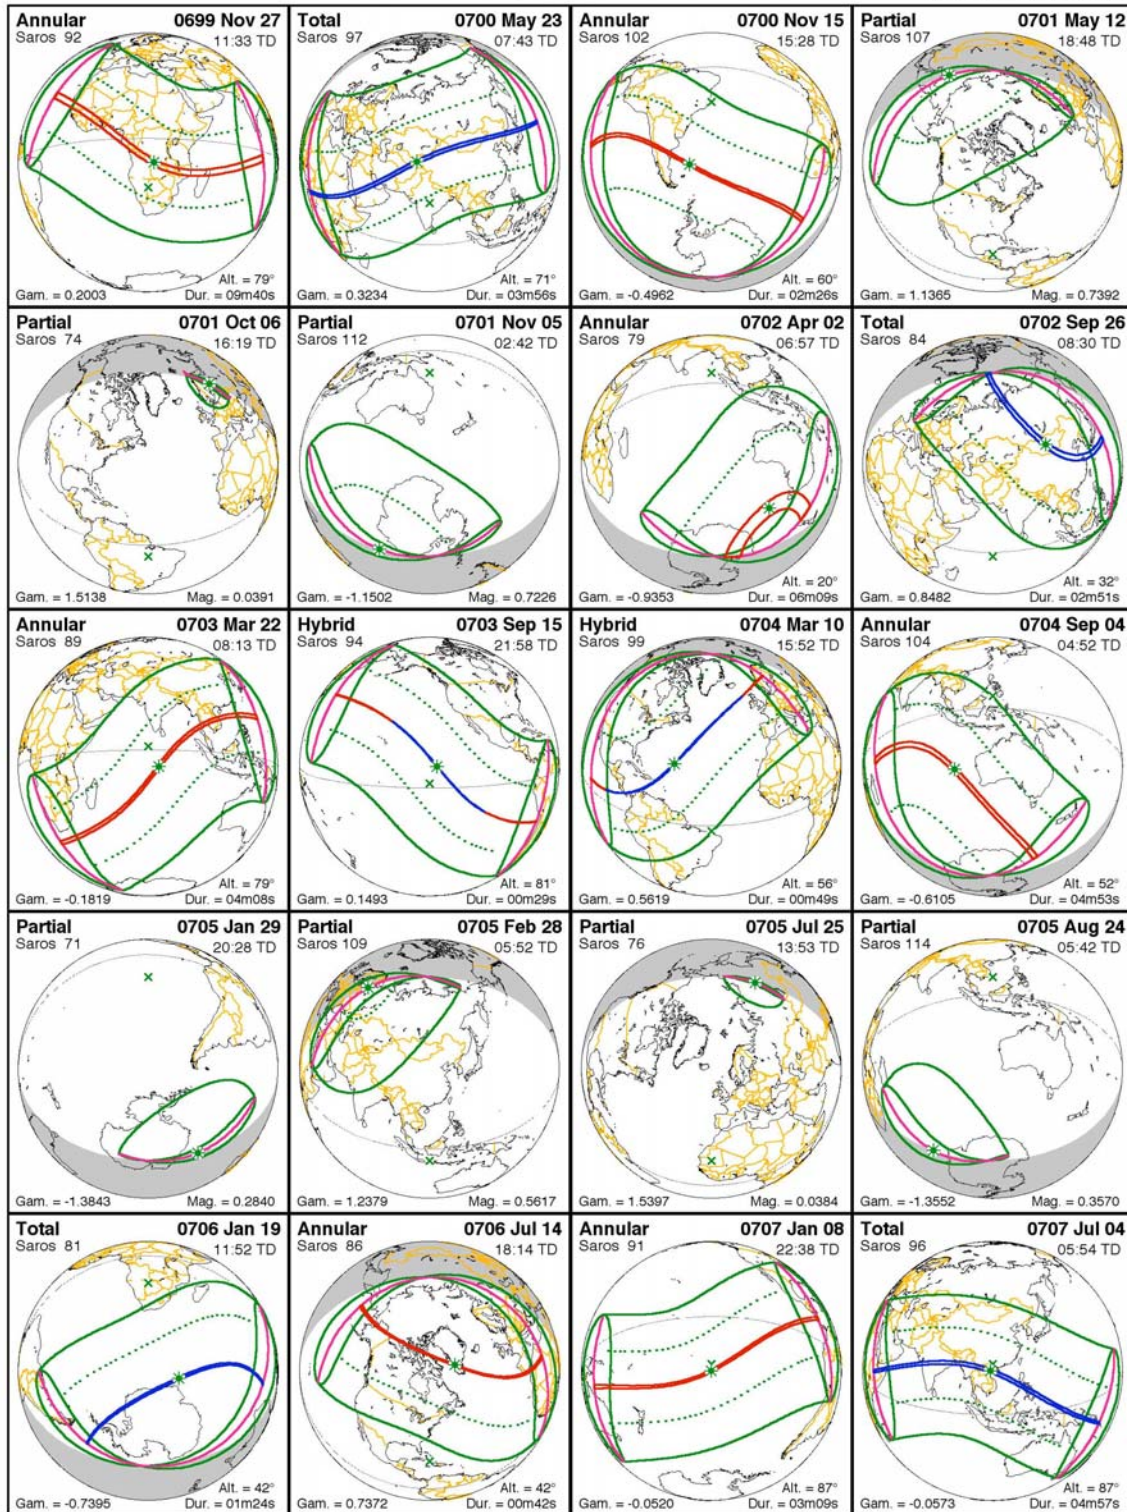 Annular 0699 Nov 27
Saros 92 11:33 TD
Alt. = 79°
Gam. = 0.2003 Dur. = 09m40s
Total 0700 May 23
Saros 97 07:43 TD
Alt. = 71°
Gam. = 0.3234 Dur. = 03m56s
Annular 0700 Nov 15
Saros 102 15:28 TD
Alt. = 60°
Gam. = -0.4962 Dur. = 02m26s
Partial 0701 May 12
Saros 107 18:48 TD
Gam. = 1.1365 Mag. = 0.7392
Partial 0701 Oct 06
Saros 74 16:19 TD
Gam. = 1.5138 Mag. = 0.0391
Partial 0701 Nov 05
Saros 112 02:42 TD
Gam. = -1.1502 Mag. = 0.7226
Annular 0702 Apr 02
Saros 79 06:57 TD
Alt. = 20°
Gam. = -0.9353 Dur. = 06m09s
Total 0702 Sep 26
Saros 84 08:30 TD
Alt. = 32°
Gam. = 0.8482 Dur. = 02m51s
Annular 0703 Mar 22
Saros 89 08:13 TD
Alt. = 79°
Gam. = -0.1819 Dur. = 04m08s
Hybrid 0703 Sep 15
Saros 94 21:58 TD
Alt. = 81°
Gam. = 0.1493 Dur. = 00m29s
Hybrid 0704 Mar 10
Saros 99 15:52 TD
Alt. = 56°
Gam. = 0.5619 Dur. = 00m49s
Annular 0704 Sep 04
Saros 104 04:52 TD
Alt. = 52°
Gam. = -0.6105 Dur. = 04m53s
Partial 0705 Jan 29
Saros 71 20:28 TD
Gam. = -1.3843 Mag. = 0.2840
Partial 0705 Feb 28
Saros 109 05:52 TD
Gam. = 1.2379 Mag. = 0.5617
Partial 0705 Jul 25
Saros 76 13:53 TD
Gam. = 1.5397 Mag. = 0.0384
Partial 0705 Aug 24
Saros 114 05:42 TD
Gam. = -1.3552 Mag. = 0.3570
Total 0706 Jan 19
Saros 81 11:52 TD
Alt. = 42°
Gam. = -0.7395 Dur. = 01m24s
Annular 0706 Jul 14
Saros 86 18:14 TD
Alt. = 42°
Gam. = 0.7372 Dur. = 00m42s
Annular 0707 Jan 08
Saros 91 22:38 TD
Alt. = 87°
Gam. = -0.0520 Dur. = 03m09s
Total 0707 Jul 04
Saros 96 05:54 TD
Alt. = 87°
Gam. = -0.0573 Dur. = 04m57s